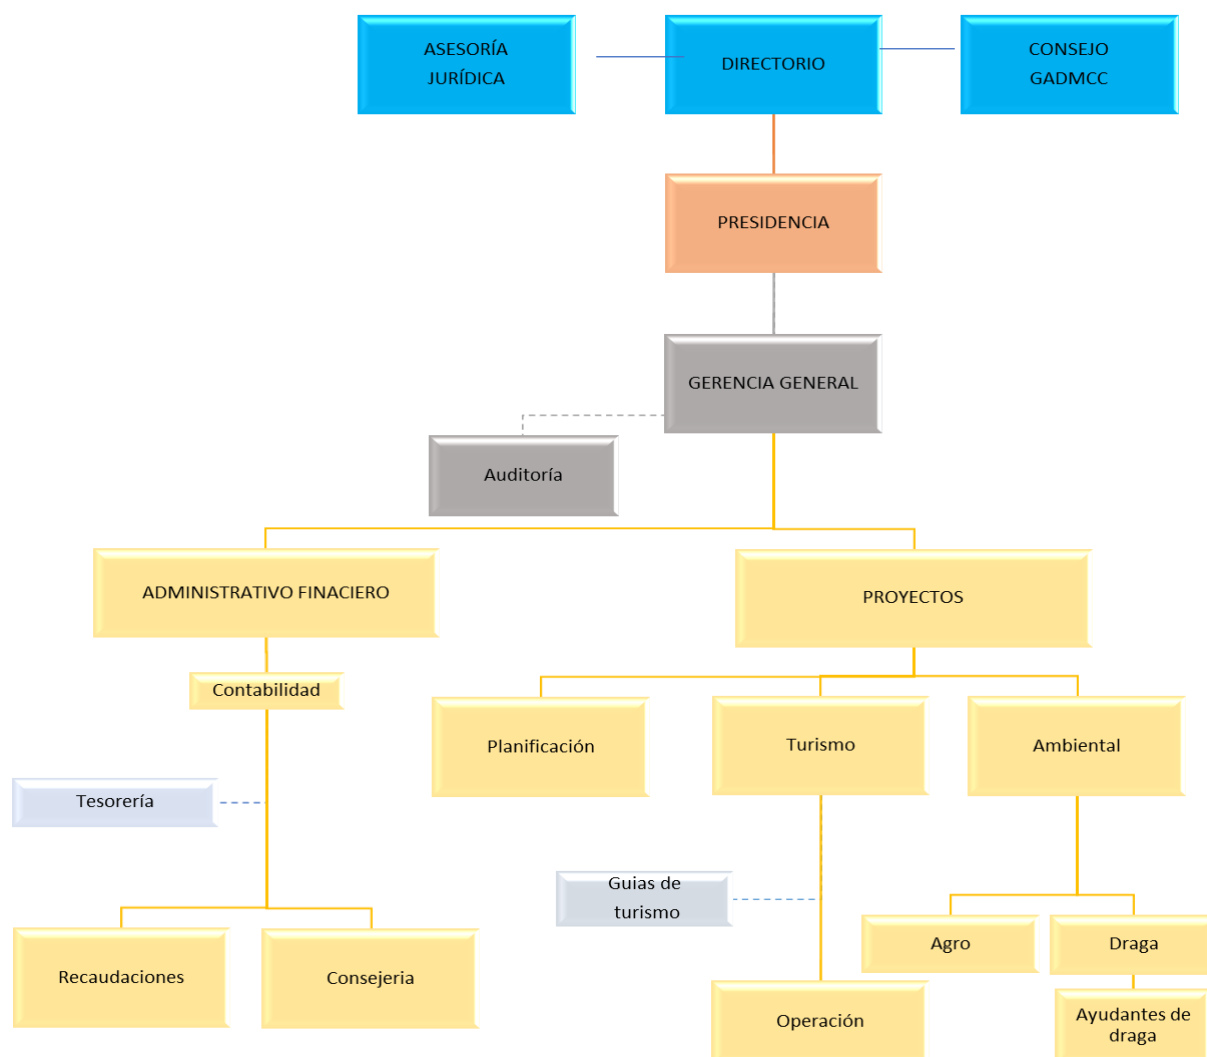 ASESORÍA
JURÍDICA
DIRECTORIO
CONSEJO
GADMCC
PRESIDENCIA
GERENCIA GENERAL
Auditoría
ADMINISTRATIVO FINACIERO
PROYECTOS
Contabilidad
Planificación
Turismo
Ambiental
Tesorería
Guias de
turismo
Agro
Draga
Recaudaciones
Consejeria
Operación
Ayudantes de
draga